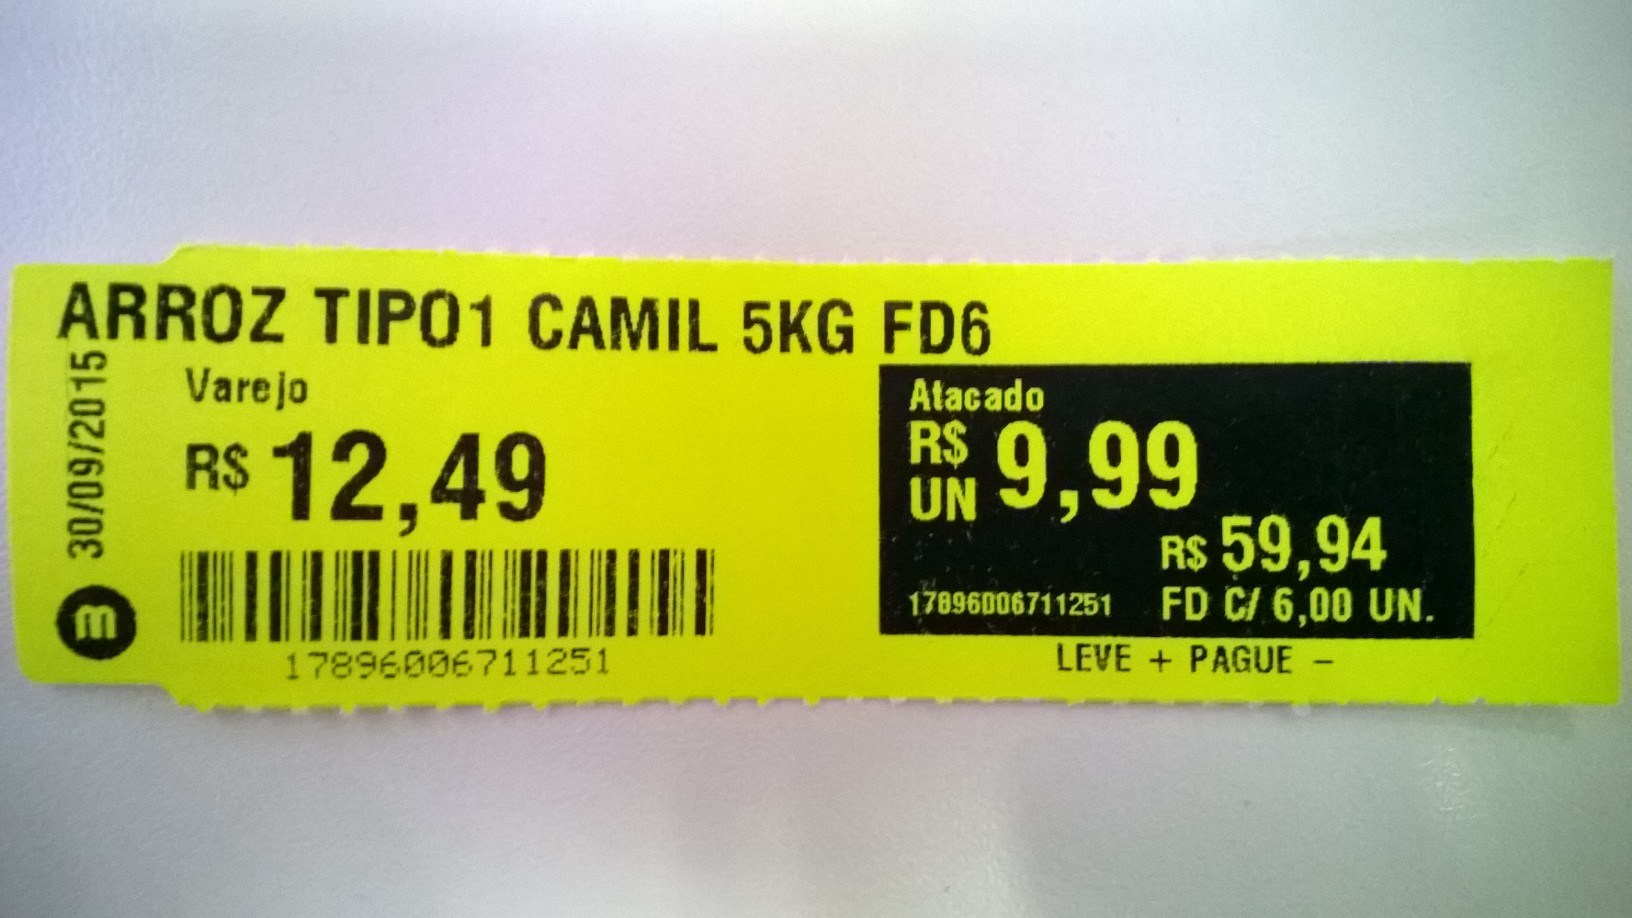 ARROZ TIPO1 CAMIL 5KG FD6
30/09/2015
m
Varejo
R$ 12,49
17896006711251
Atacado
R$ UN 9,99
R$ 59,94
17896006711251 FD C/ 6,00 UN.
LEVE + PAGUE -